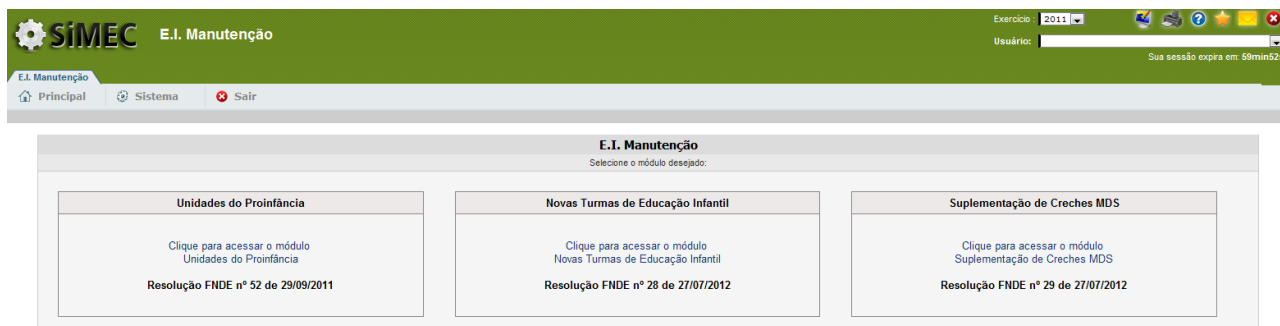 SiMEC E.I. Manutenção
Exercício : 2011
Usuário:
Sua sessão expira em: 59min52
E.I. Manutenção
Principal Sistema Sair
E.I. Manutenção
Selecione o módulo desejado:
Unidades do Proinfância
Clique para acessar o módulo
Unidades do Proinfância
Resolução FNDE nº 52 de 29/09/2011
Novas Turmas de Educação Infantil
Clique para acessar o módulo
Novas Turmas de Educação Infantil
Resolução FNDE nº 28 de 27/07/2012
Suplementação de Creches MDS
Clique para acessar o módulo
Suplementação de Creches MDS
Resolução FNDE nº 29 de 27/07/2012